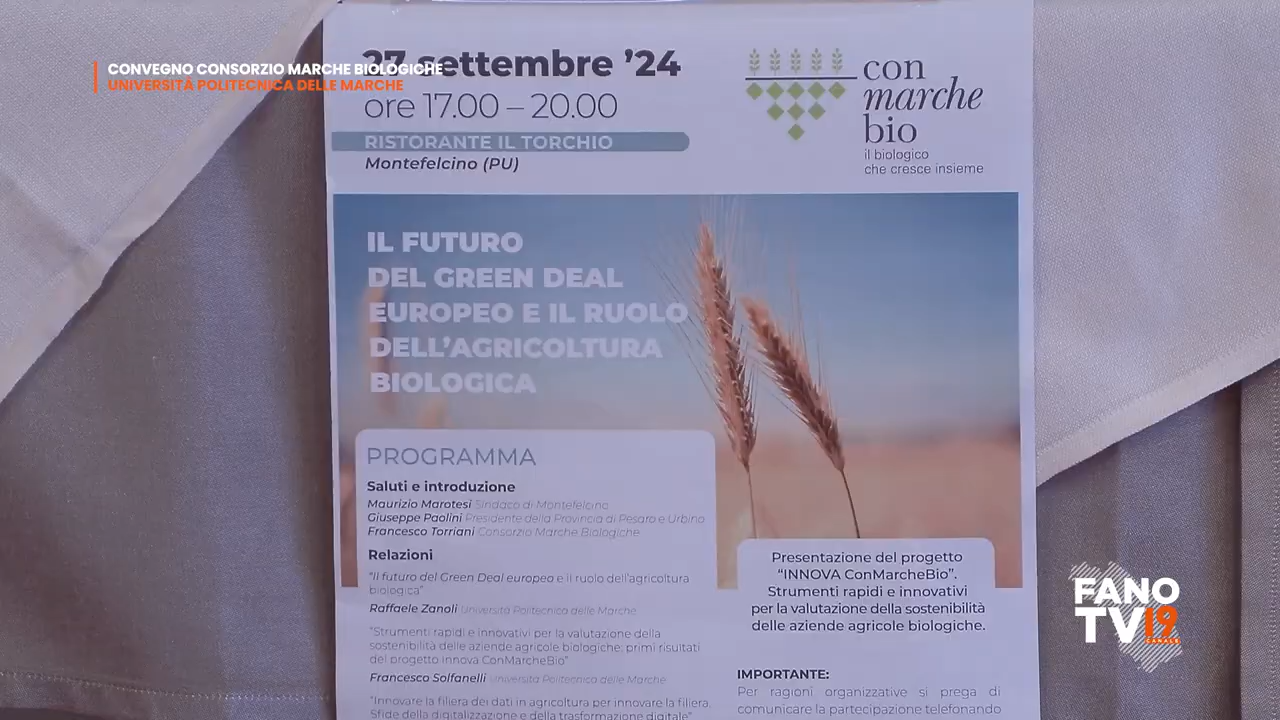 CONVEGNO CONSORZIO MARCHE BIOLOGICHE
UNIVERSITÀ POLITECNICA DELLE MARCHE
27 settembre ’24
ore 17.00 – 20.00
RISTORANTE IL TORCHIO
Montefelcino (PU)
con
marche
bio
il biologico
che cresce insieme
IL FUTURO
DEL GREEN DEAL
EUROPEO E IL RUOLO
DELL’AGRICOLTURA
BIOLOGICA
PROGRAMMA
Saluti e introduzione
Maurizio Marotesi Sindaco di Montefelcino
Giuseppe Paolini Presidente della Provincia di Pesaro e Urbino
Francesco Torriani Consorzio Marche Biologiche
Relazioni
“Il futuro del Green Deal europeo e il ruolo dell’agricoltura
biologica”
Raffaele Zanoli Università Politecnica delle Marche
“Strumenti rapidi e innovativi per la valutazione della
sostenibilità delle aziende agricole biologiche: primi risultati
del progetto Innova ConMarcheBio”
Francesco Solfanelli Università Politecnica delle Marche
“Innovare la filiera dei dati in agricoltura per innovare la filiera.
Sfide della digitalizzazione e della trasformazione digitale”
Presentazione del progetto
“INNOVA ConMarcheBio”.
Strumenti rapidi e innovativi
per la valutazione della sostenibilità
delle aziende agricole biologiche.
IMPORTANTE:
Per ragioni organizzative si prega di
comunicare la partecipazione telefonando
FANO
TV 19
CANALE